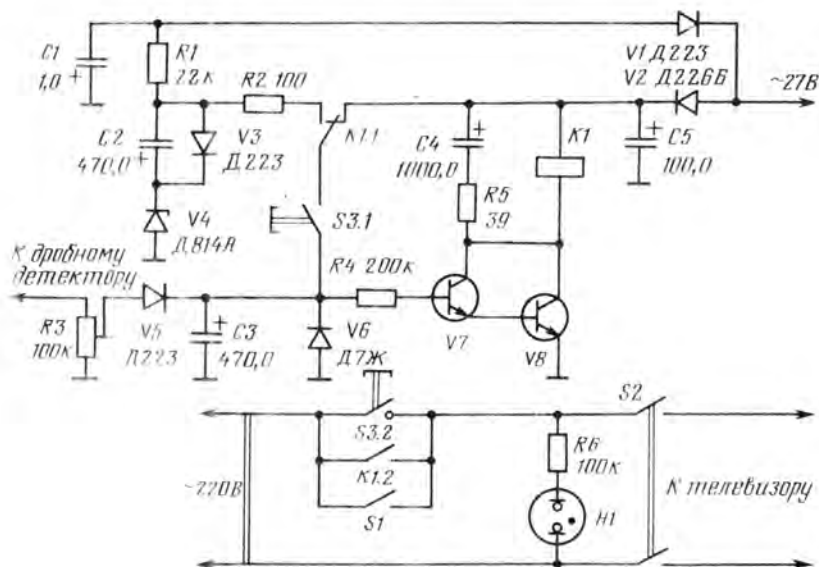 C1
1,0 +
R1
22к
V1 Д223
V2 Д226Б
~27В
R2 100
C2
470,0 +
V3
Д223
K1.1
C4 +
1000,0
K1
C5 +
100,0
R5
39
V4
Д814А
S3.1
К дробному
детектору
R4 200к
R3
100к
V5
Д223
C3 +
470,0
V6
Д7Ж
V7
V8
S2
S3.2
K1.2
S1
~220В
R6
100к
H1
К телевизору